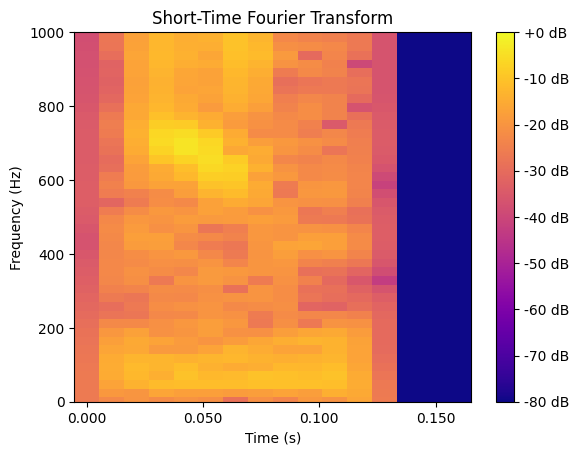 Short-Time Fourier Transform
1000
800
600
400
200
0
Frequency (Hz)
0.000
0.050
0.100
0.150
Time (s)
+0 dB
-10 dB
-20 dB
-30 dB
-40 dB
-50 dB
-60 dB
-70 dB
-80 dB